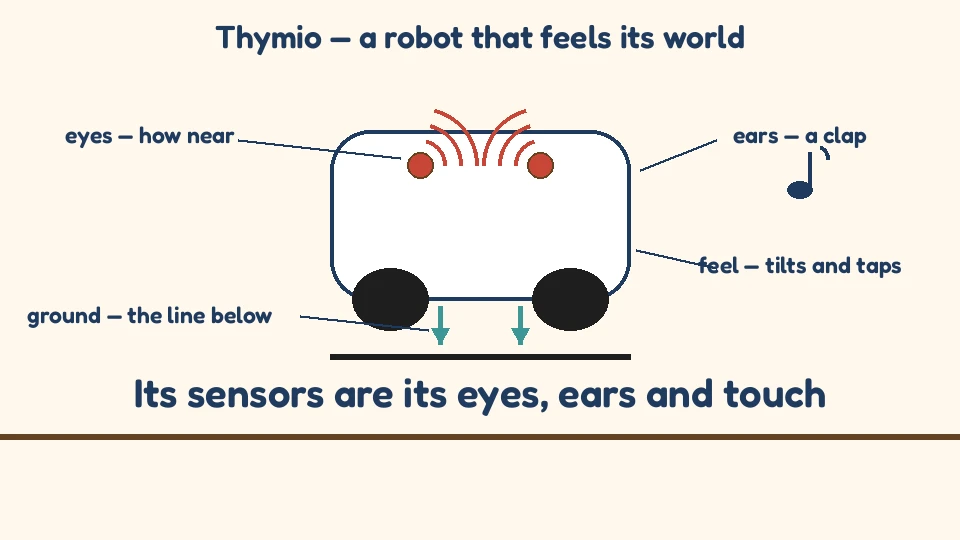 Thymio — a robot that feels its world
eyes — how near
ears — a clap
feel — tilts and taps
ground — the line below
Its sensors are its eyes, ears and touch